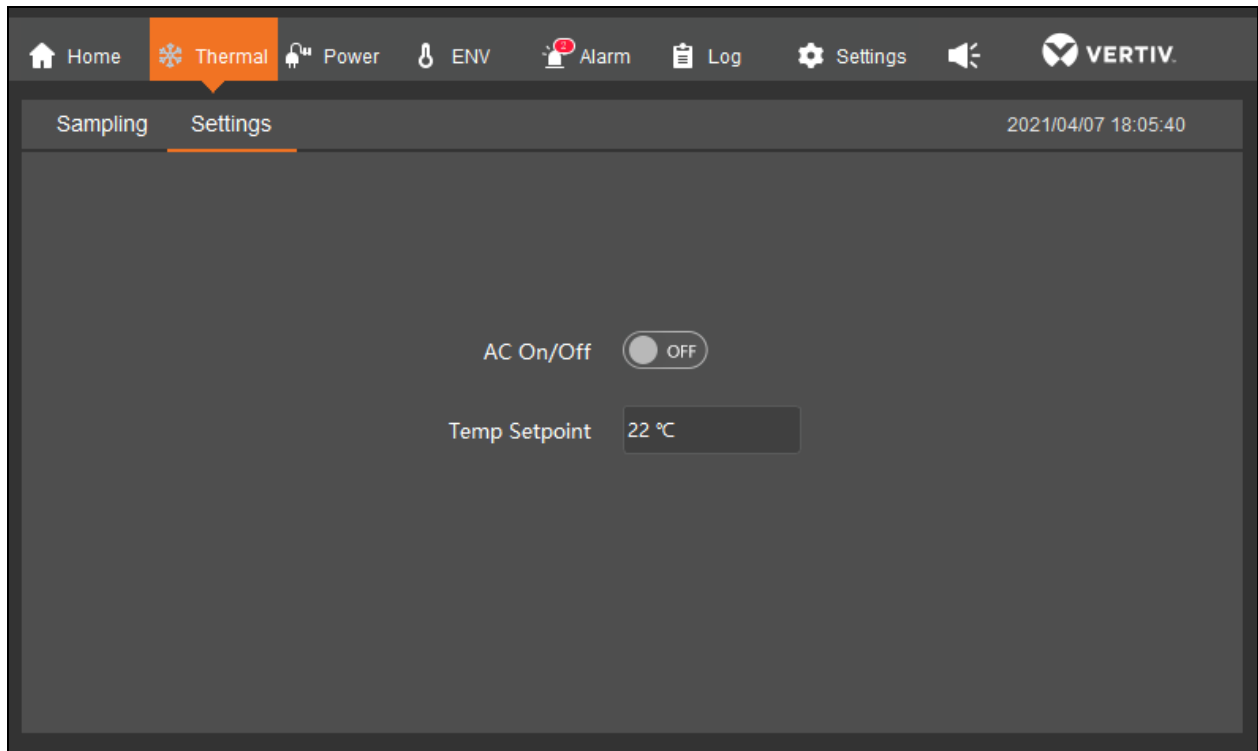 Home Thermal Power ENV 2 Alarm Log Settings VERTIV.
Sampling Settings 2021/04/07 18:05:40
AC On/Off OFF
Temp Setpoint 22 ℃